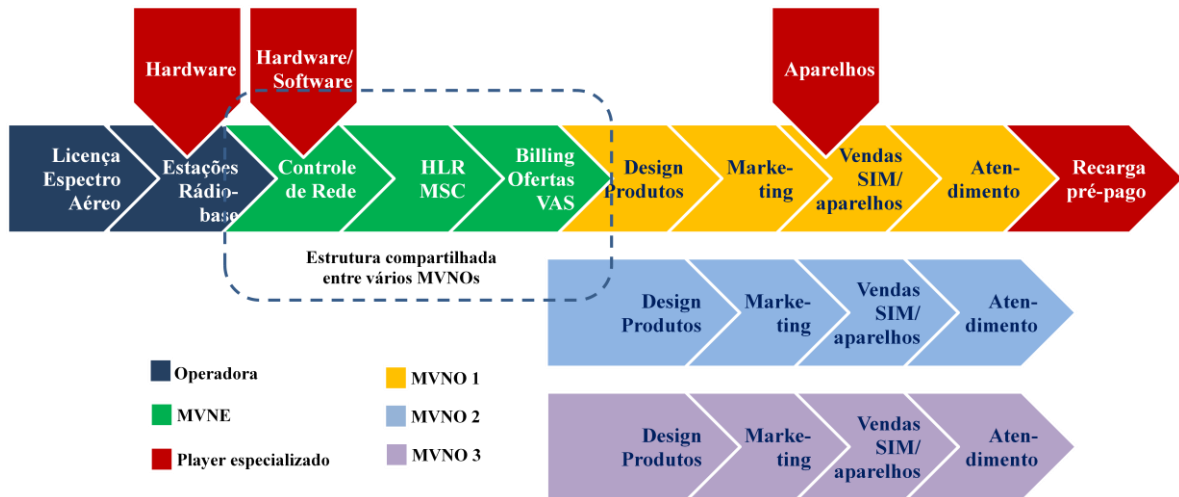 Hardware
Hardware/
Software
Aparelhos
Licença
Espectro
Aéreo
Estações
Rádio-
base
Controle
de Rede
HLR
MSC
Billing
Ofertas
VAS
Design
Produtos
Marke-
ting
Vendas
SIM/
aparelhos
Aten-
dimento
Recarga
pré-pago
Estrutura compartilhada
entre vários MVNOs
Design
Produtos
Marke-
ting
Vendas
SIM/
aparelhos
Aten-
dimento
Operadora
MVNE
Player especializado
MVNO 1
MVNO 2
MVNO 3
Design
Produtos
Marke-
ting
Vendas
SIM/
aparelhos
Aten-
dimento